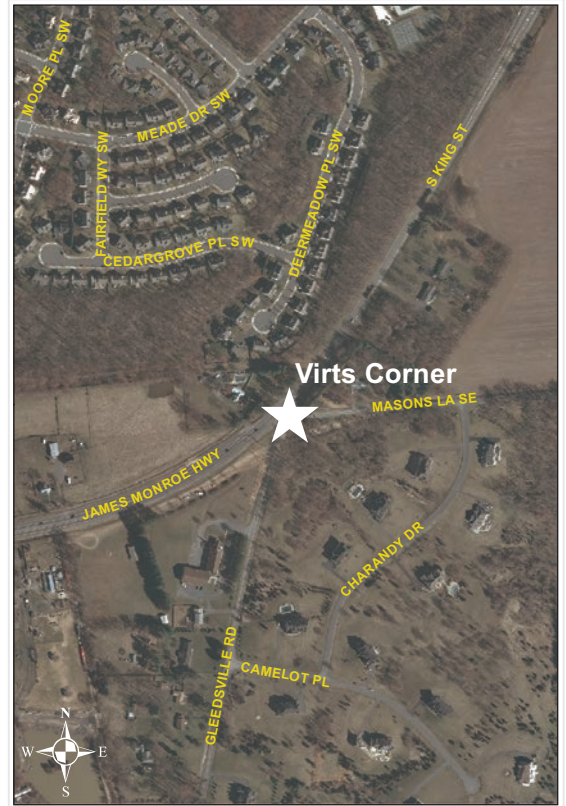 MOORE PL SW
MEADE DR SW
FAIRFIELD WY SW
CEDARGROVE PL SW
DEERMEADOW PL SW
S KING ST
Virts Corner
MASONS LA SE
JAMES MONROE HWY
CHARANDY DR
GLEEDSVILLE RD
CAMELOT PL
N
W
E
S